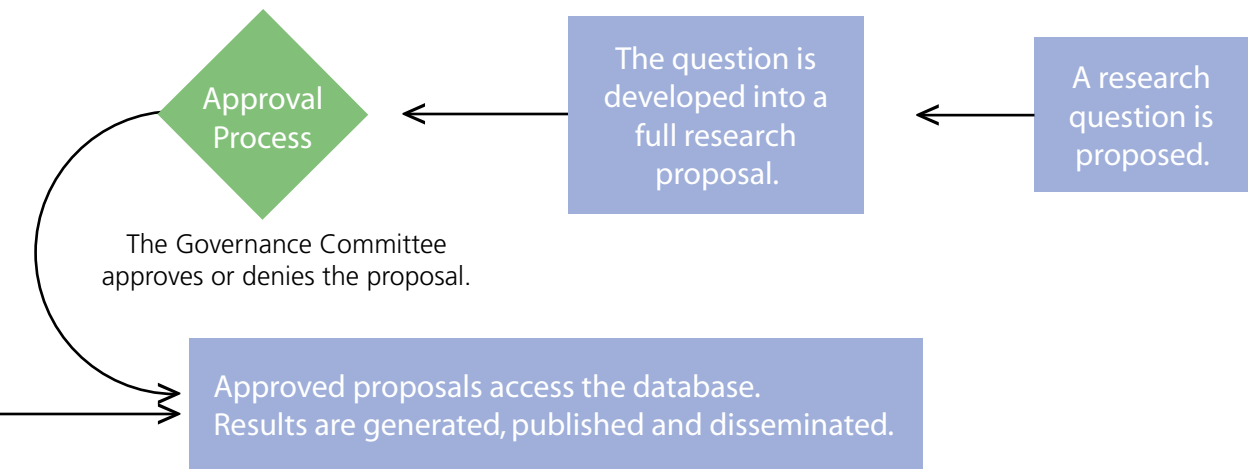 Approval
Process
The question is
developed into a
full research
proposal.
A research
question is
proposed.
The Governance Committee
approves or denies the proposal.
Approved proposals access the database.
Results are generated, published and disseminated.